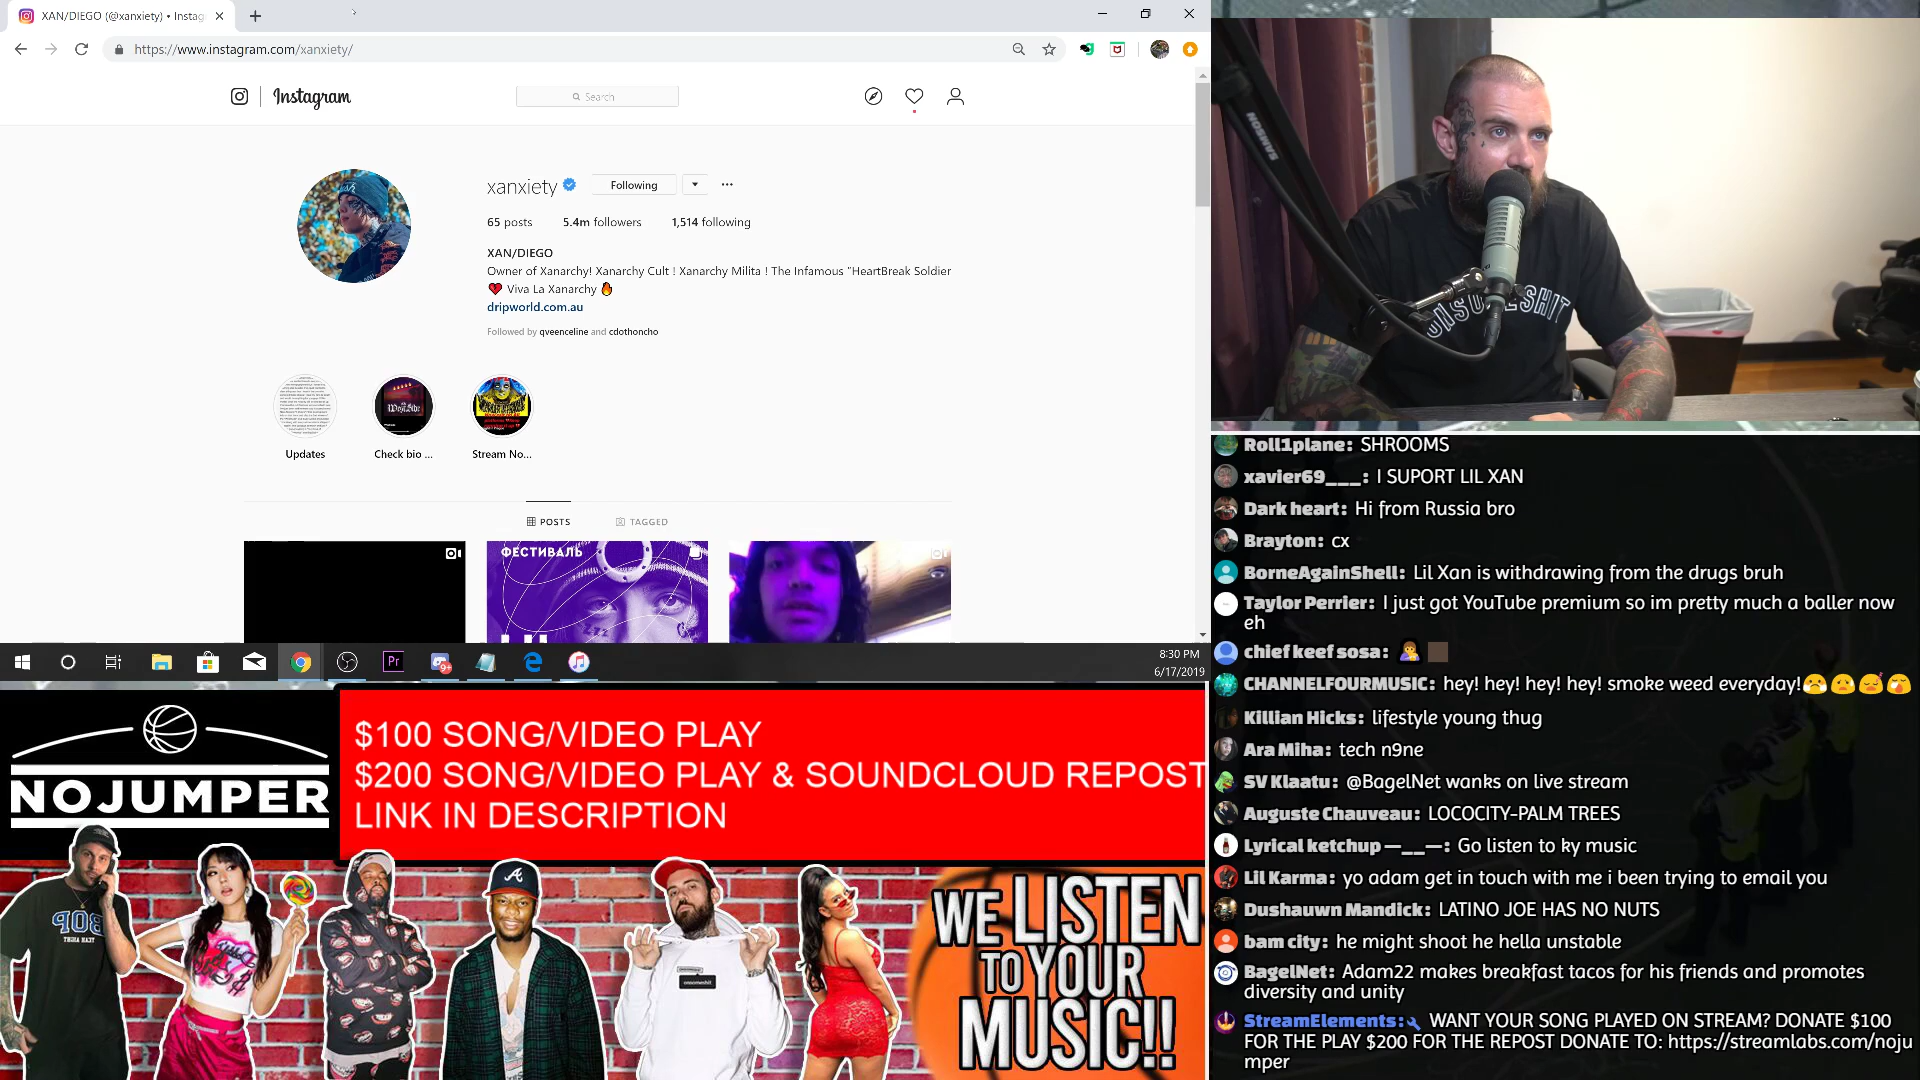 XAN/DIEGO (@xanxiety) • Instag
https://www.instagram.com/xanxiety/
Instagram
Search
xanxiety
Following
65 posts
5.4m followers
1,514 following
XAN/DIEGO
Owner of Xanarchy! Xanarchy Cult ! Xanarchy Milita ! The Infamous "HeartBreak Soldier
❤️ Viva La Xanarchy 🔥
dripworld.com.au
Followed by qveenceline and cdothoncho
Updates
Check bio ...
Stream No...
POSTS
TAGGED
ФЕСТИВАЛЬ
Pr
9+
8:30 PM
6/17/2019
NOJUMPER
$100 SONG/VIDEO PLAY
$200 SONG/VIDEO PLAY & SOUNDCLOUD REPOST
LINK IN DESCRIPTION
WE LISTEN
TO YOUR
MUSIC!!
SAMSON
Roll1plane: SHROOMS
xavier69___: I SUPORT LIL XAN
Dark heart: Hi from Russia bro
Brayton: cx
BorneAgainShell: Lil Xan is withdrawing from the drugs bruh
Taylor Perrier: I just got YouTube premium so im pretty much a baller now
eh
chief keef sosa:
CHANNELFOURMUSIC: hey! hey! hey! hey! smoke weed everyday!
Killian Hicks: lifestyle young thug
Ara Miha: tech n9ne
SV Klaatu: @BagelNet wanks on live stream
Auguste Chauveau: LOCOCITY-PALM TREES
Lyrical ketchup —__—: Go listen to ky music
Lil Karma: yo adam get in touch with me i been trying to email you
Dushauwn Mandick: LATINO JOE HAS NO NUTS
bam city: he might shoot he hella unstable
BagelNet: Adam22 makes breakfast tacos for his friends and promotes
diversity and unity
StreamElements: WANT YOUR SONG PLAYED ON STREAM? DONATE $100
FOR THE PLAY $200 FOR THE REPOST DONATE TO: https://streamlabs.com/noju
mper